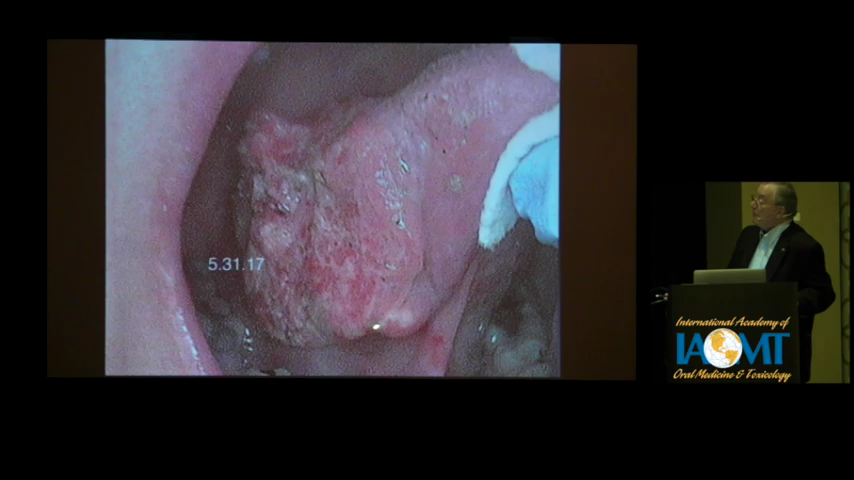 5.31.17
International Academy of
IAOMT
Oral Medicine & Toxicology